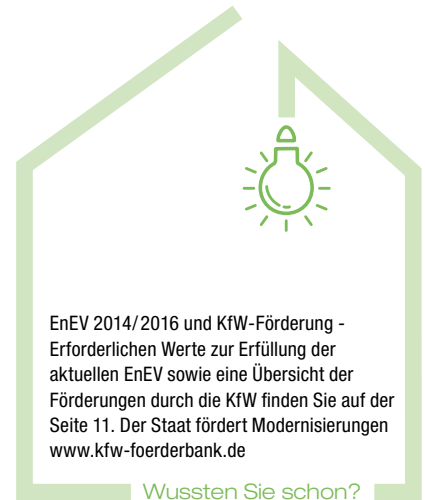 EnEV 2014/2016 und KfW-Förderung -
Erforderlichen Werte zur Erfüllung der
aktuellen EnEV sowie eine Übersicht der
Förderungen durch die KfW finden Sie auf der
Seite 11. Der Staat fördert Modernisierungen
www.kfw-foerderbank.de
Wussten Sie schon?